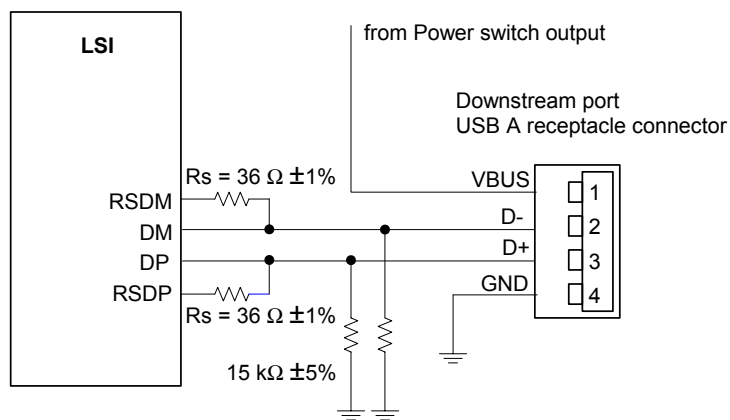 LSI
from Power switch output
Downstream port
USB A receptacle connector
Rs = 36 Ω ±1%
VBUS
1
RSDM
DM
D-
2
DP
D+
3
RSDP
GND
4
Rs = 36 Ω ±1%
15 kΩ ±5%